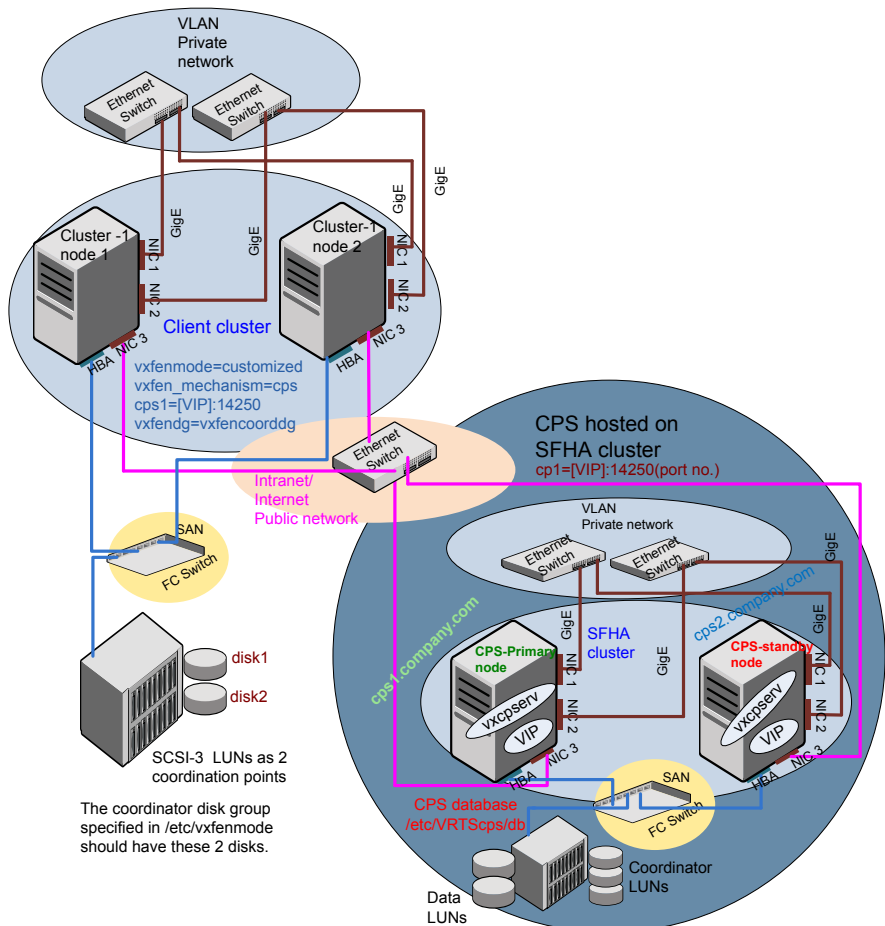 VLAN
Private
network
Ethernet
Switch
Ethernet
Switch
GigE
GigE
GigE
GigE
Cluster -1
node 1
NIC 1
NIC 2
HBA
NIC 3
Cluster-1
node 2
NIC 1
NIC 2
HBA
NIC 3
Client cluster
vxfenmode=customized
vxfen_mechanism=cps
cps1=[VIP]:14250
vxfendg=vxfencoorddg
Ethernet
Switch
Intranet/
Internet
Public network
SAN
FC Switch
disk1
disk2
SCSI-3 LUNs as 2
coordination points
The coordinator disk group
specified in /etc/vxfenmode
should have these 2 disks.
CPS hosted on
SFHA cluster
cp1=[VIP]:14250(port no.)
VLAN
Private network
Ethernet
Switch
Ethernet
Switch
GigE
GigE
GigE
GigE
cps1.company.com
cps2.company.com
SFHA
cluster
CPS-Primary
node
vxcpserv
VIP
NIC 1
NIC 2
HBA
NIC 3
CPS-standby
node
vxcpserv
VIP
NIC 1
NIC 2
HBA
NIC 3
SAN
FC Switch
CPS database
/etc/VRTScps/db
Data
LUNs
Coordinator
LUNs